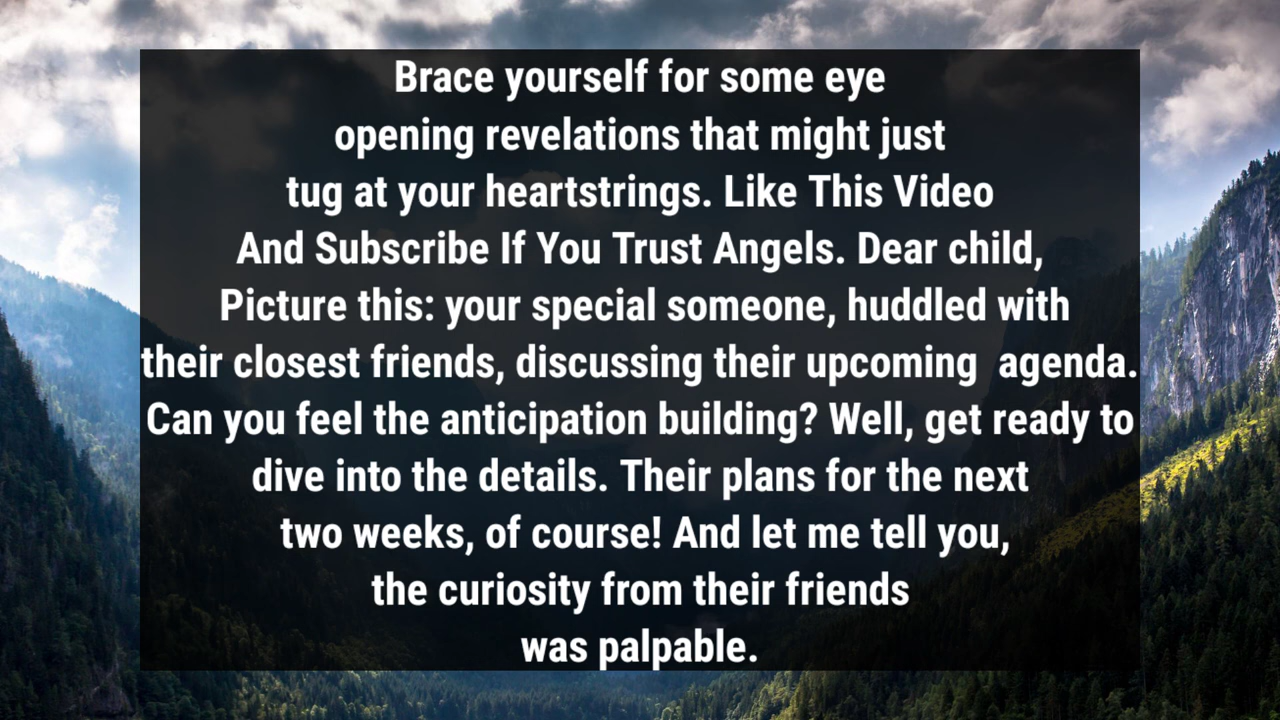 Brace yourself for some eye
opening revelations that might just
tug at your heartstrings. Like This Video
And Subscribe If You Trust Angels. Dear child,
Picture this: your special someone, huddled with
their closest friends, discussing their upcoming  agenda.
Can you feel the anticipation building? Well, get ready to
dive into the details. Their plans for the next
two weeks, of course! And let me tell you,
the curiosity from their friends
was palpable.